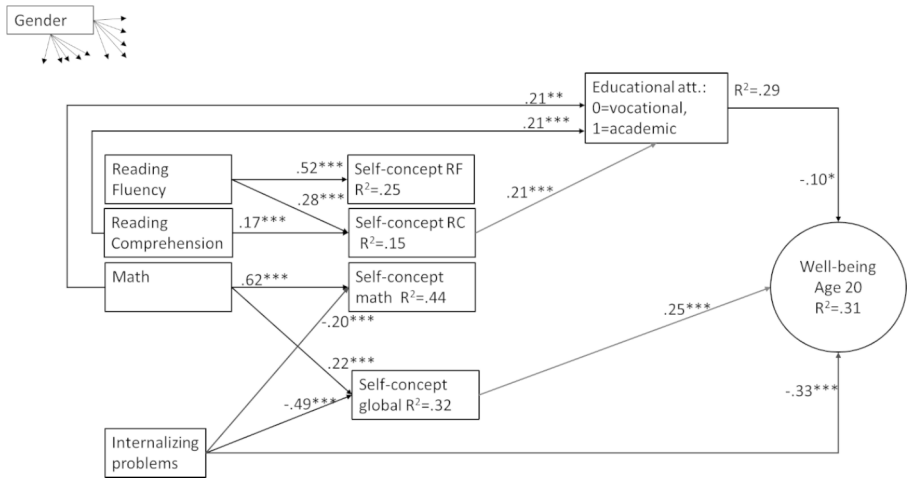 Gender
Educational att.:
0=vocational,
1=academic
R²=.29
.21**
.21***
-.10*
Reading
Fluency
.52***
Self-concept RF
R²=.25
.28***
.21***
Reading
Comprehension
.17***
Self-concept RC
R²=.15
Math
.62***
Self-concept
math R²=.44
Well-being
Age 20
R²=.31
-.20***
.25***
.22***
Self-concept
global R²=.32
-.49***
-.33***
Internalizing
problems